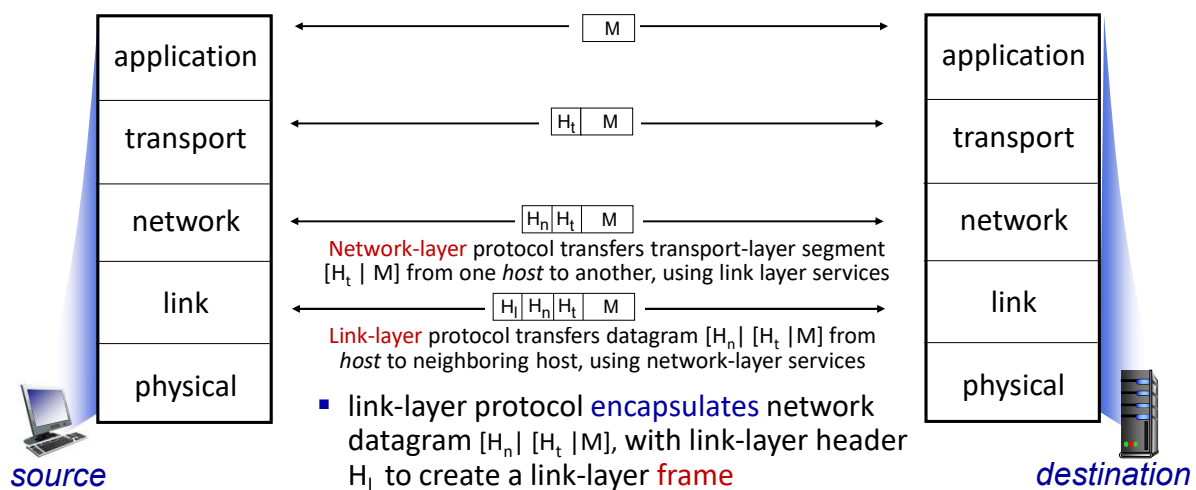 application
M
application
transport
Hₜ M
transport
network
Hₙ Hₜ M
network
Network-layer protocol transfers transport-layer segment
[Hₜ | M] from one host to another, using link layer services
link
Hₗ Hₙ Hₜ M
link
Link-layer protocol transfers datagram [Hₙ| [Hₜ |M] from
host to neighboring host, using network-layer services
physical
physical
▪ link-layer protocol encapsulates network
datagram [Hₙ| [Hₜ |M], with link-layer header
Hₗ to create a link-layer frame
source
destination